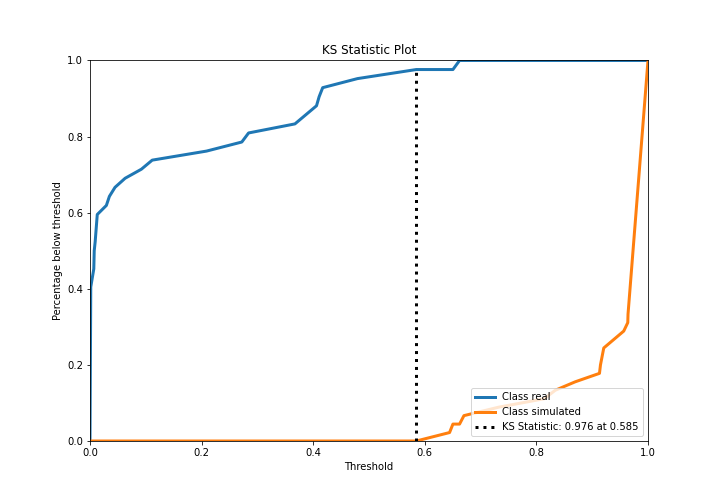 KS Statistic Plot
Percentage below threshold
1.0
0.8
0.6
0.4
0.2
0.0
0.0 0.2 0.4 0.6 0.8 1.0
Threshold
Class real
Class simulated
KS Statistic: 0.976 at 0.585